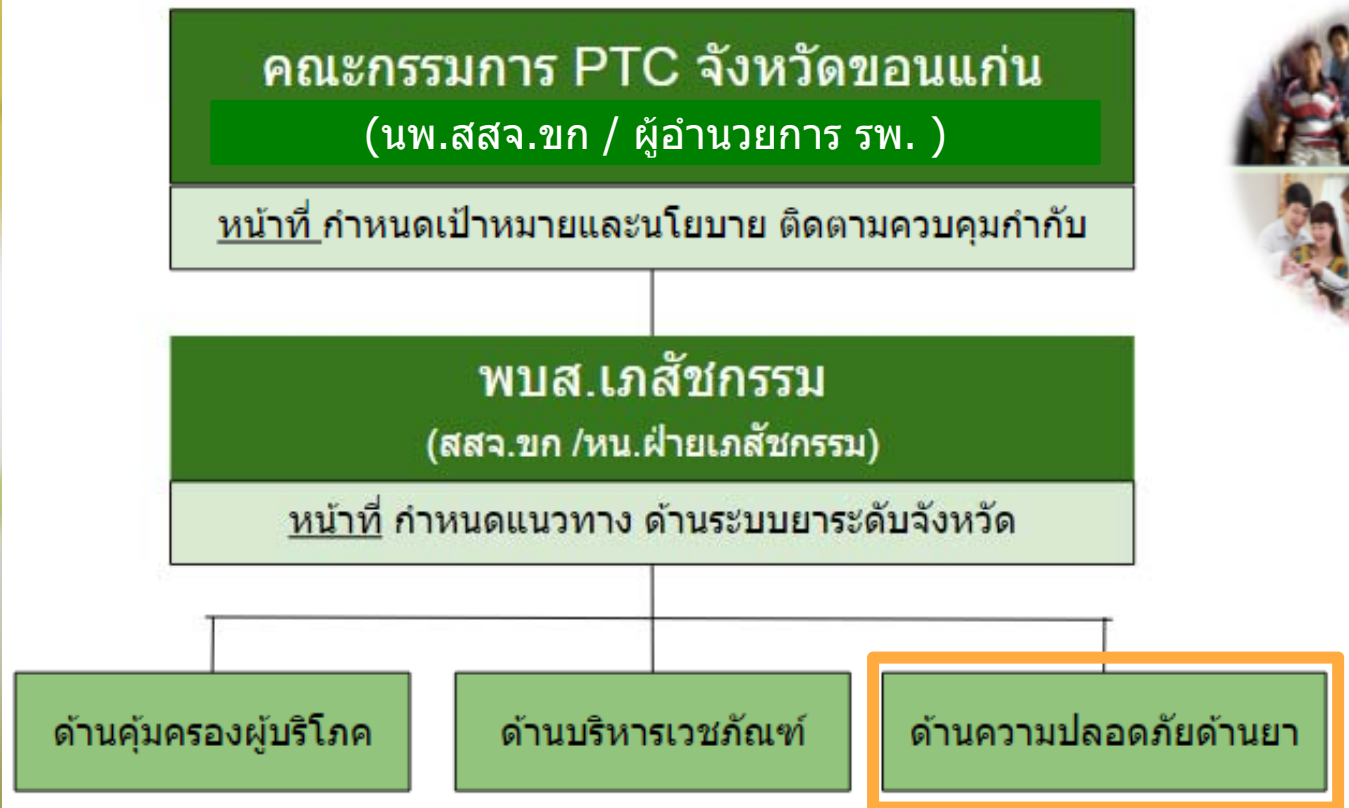 คณะกรรมการ PTC จังหวัดขอนแก่น
(นพ.สสจ.ขก / ผู้อำนวยการ รพ. )
หน้าที่ กำหนดเป้าหมายและนโยบาย ติดตามควบคุมกำกับ
พบส.เภสัชกรรม
(สสจ.ขก /หน.ฝ่ายเภสัชกรรม)
หน้าที่ กำหนดแนวทาง ด้านระบบยาระดับจังหวัด
ด้านคุ้มครองผู้บริโภค
ด้านบริหารเวชภัณฑ์
ด้านความปลอดภัยด้านยา